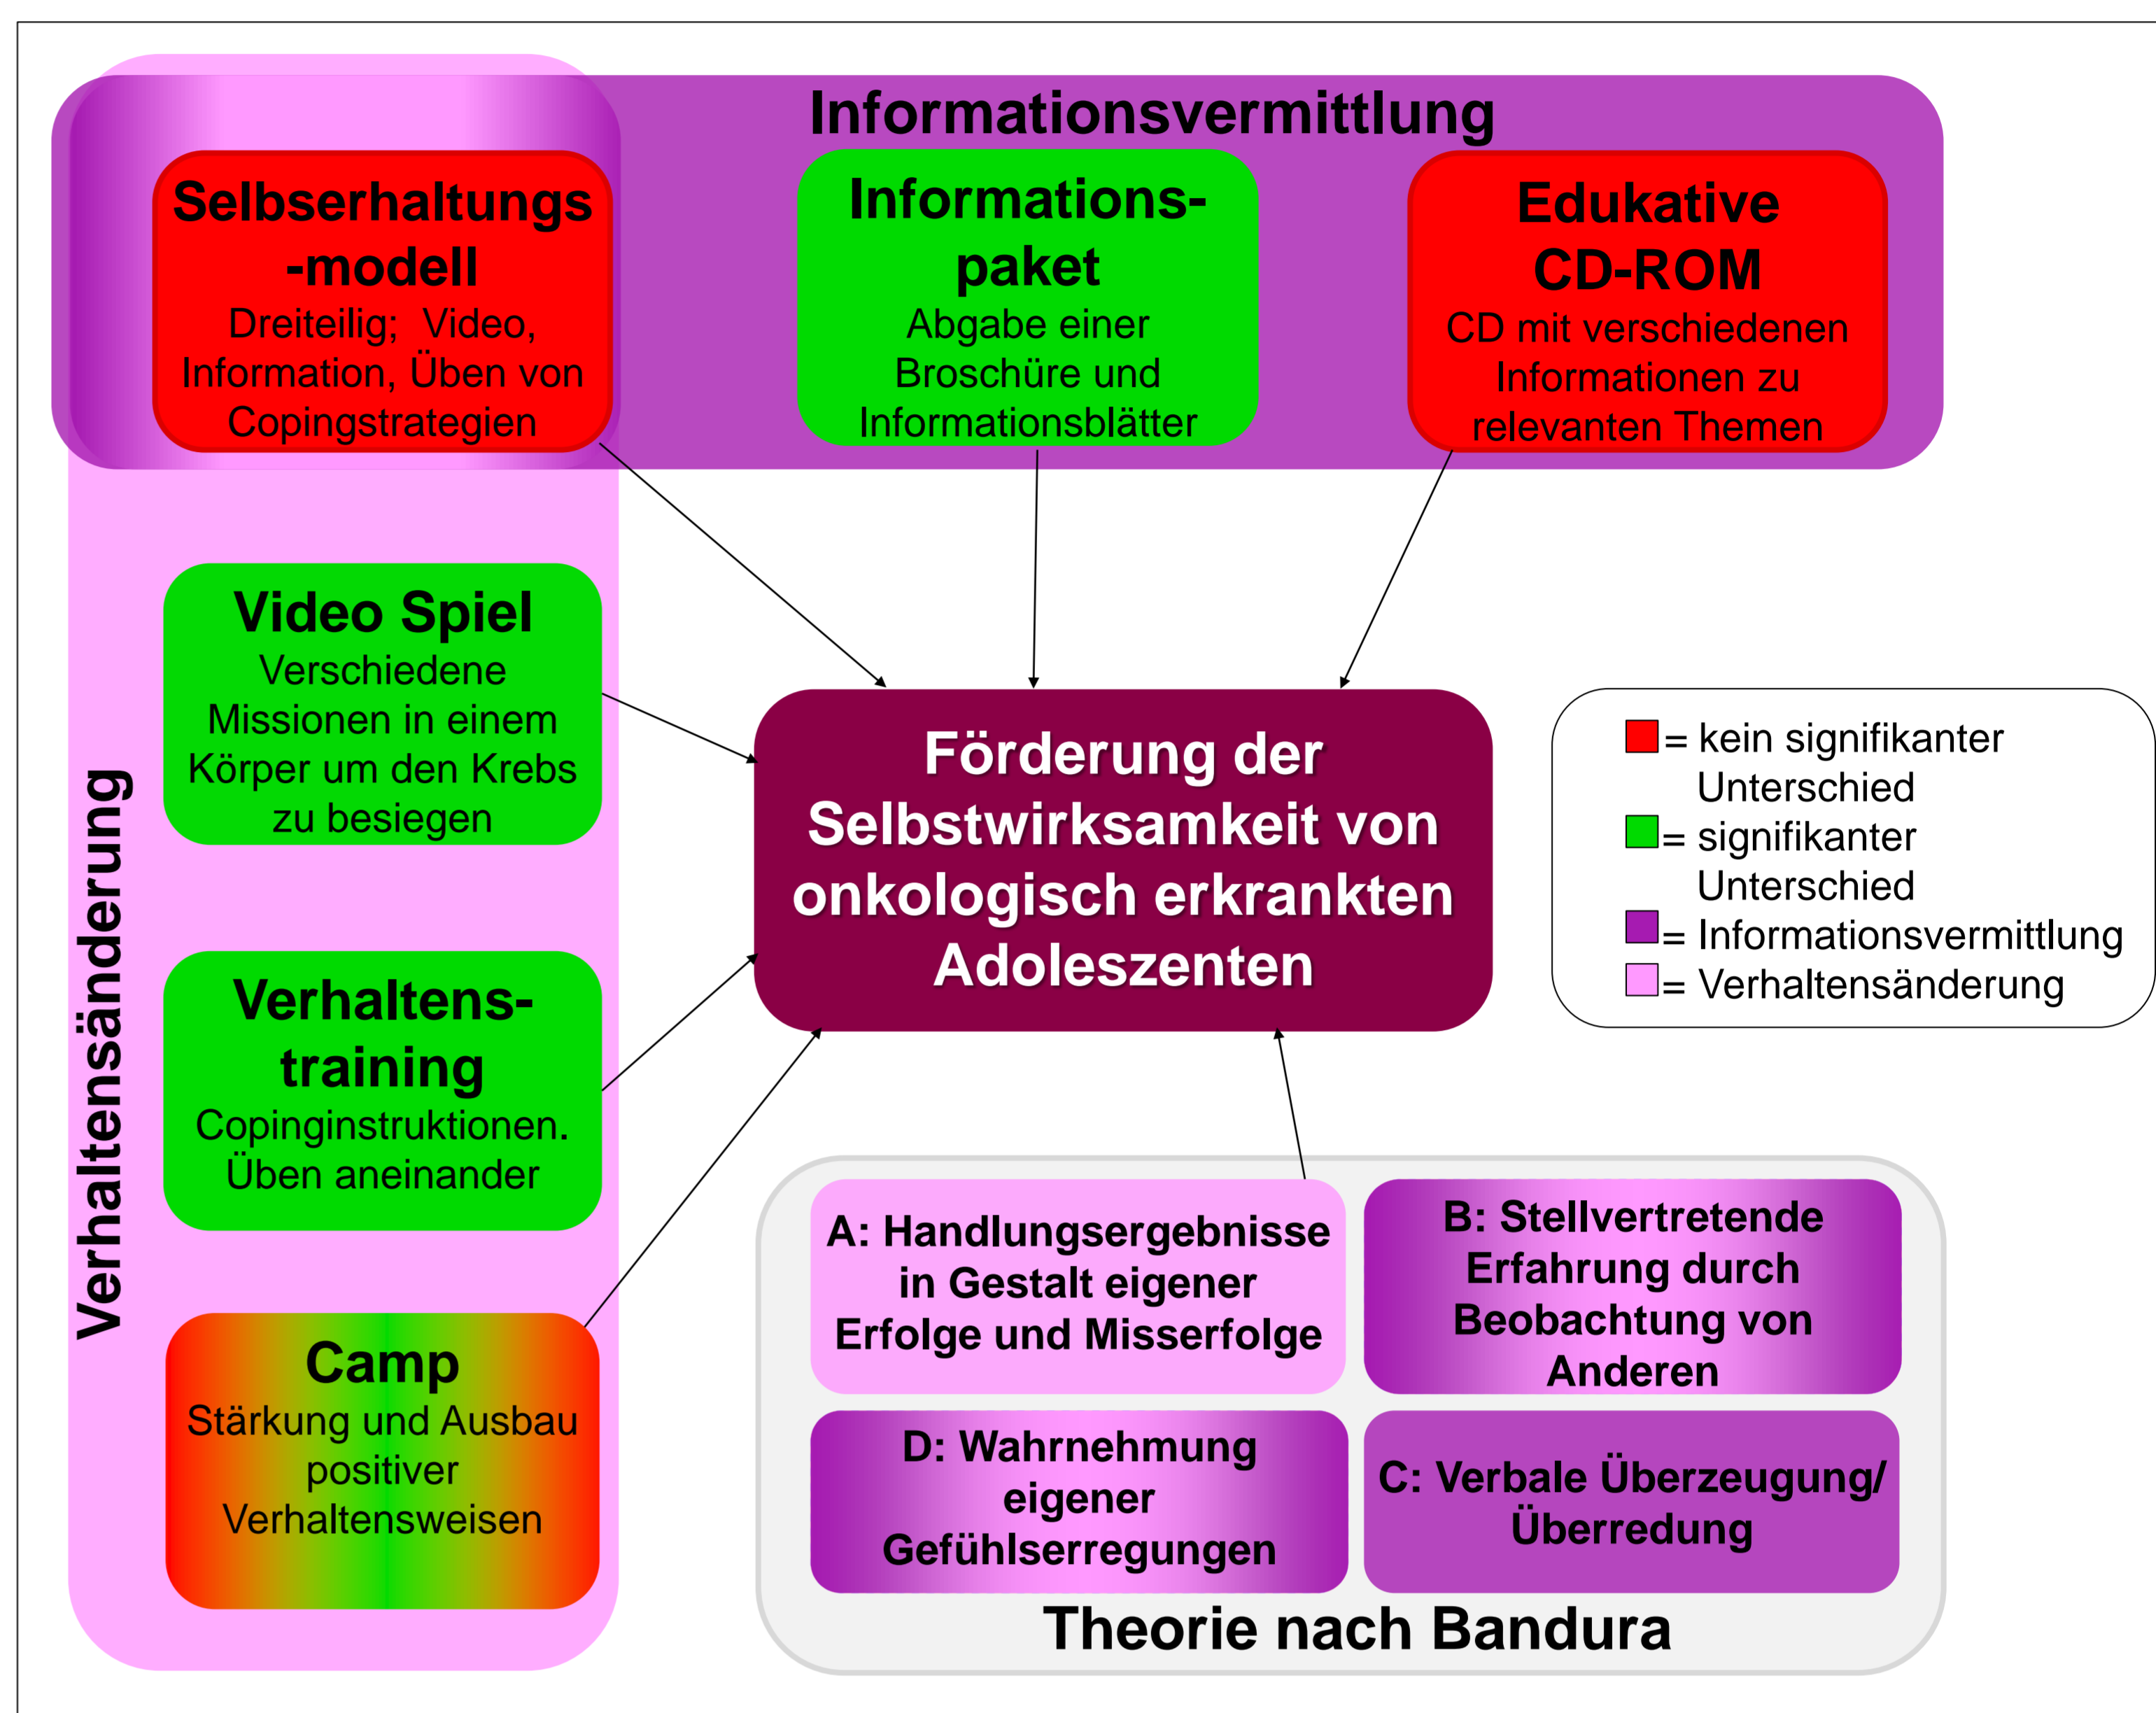 Informationsvermittlung
Selbserhaltungs
-modell
Dreiteilig; Video,
Information, Üben von
Copingstrategien
Informations-
paket
Abgabe einer
Broschüre und
Informationsblätter
Edukative
CD-ROM
CD mit verschiedenen
Informationen zu
relevanten Themen
Verhaltensänderung
Video Spiel
Verschiedene
Missionen in einem
Körper um den Krebs
zu besiegen
Verhaltens-
training
Copinginstruktionen.
Üben aneinander
Camp
Stärkung und Ausbau
positiver
Verhaltensweisen
Förderung der
Selbstwirksamkeit von
onkologisch erkrankten
Adoleszenten
= kein signifikanter
Unterschied
= signifikanter
Unterschied
= Informationsvermittlung
= Verhaltensänderung
A: Handlungsergebnisse
in Gestalt eigener
Erfolge und Misserfolge
B: Stellvertretende
Erfahrung durch
Beobachtung von
Anderen
D: Wahrnehmung
eigener
Gefühlserregungen
C: Verbale Überzeugung/
Überredung
Theorie nach Bandura